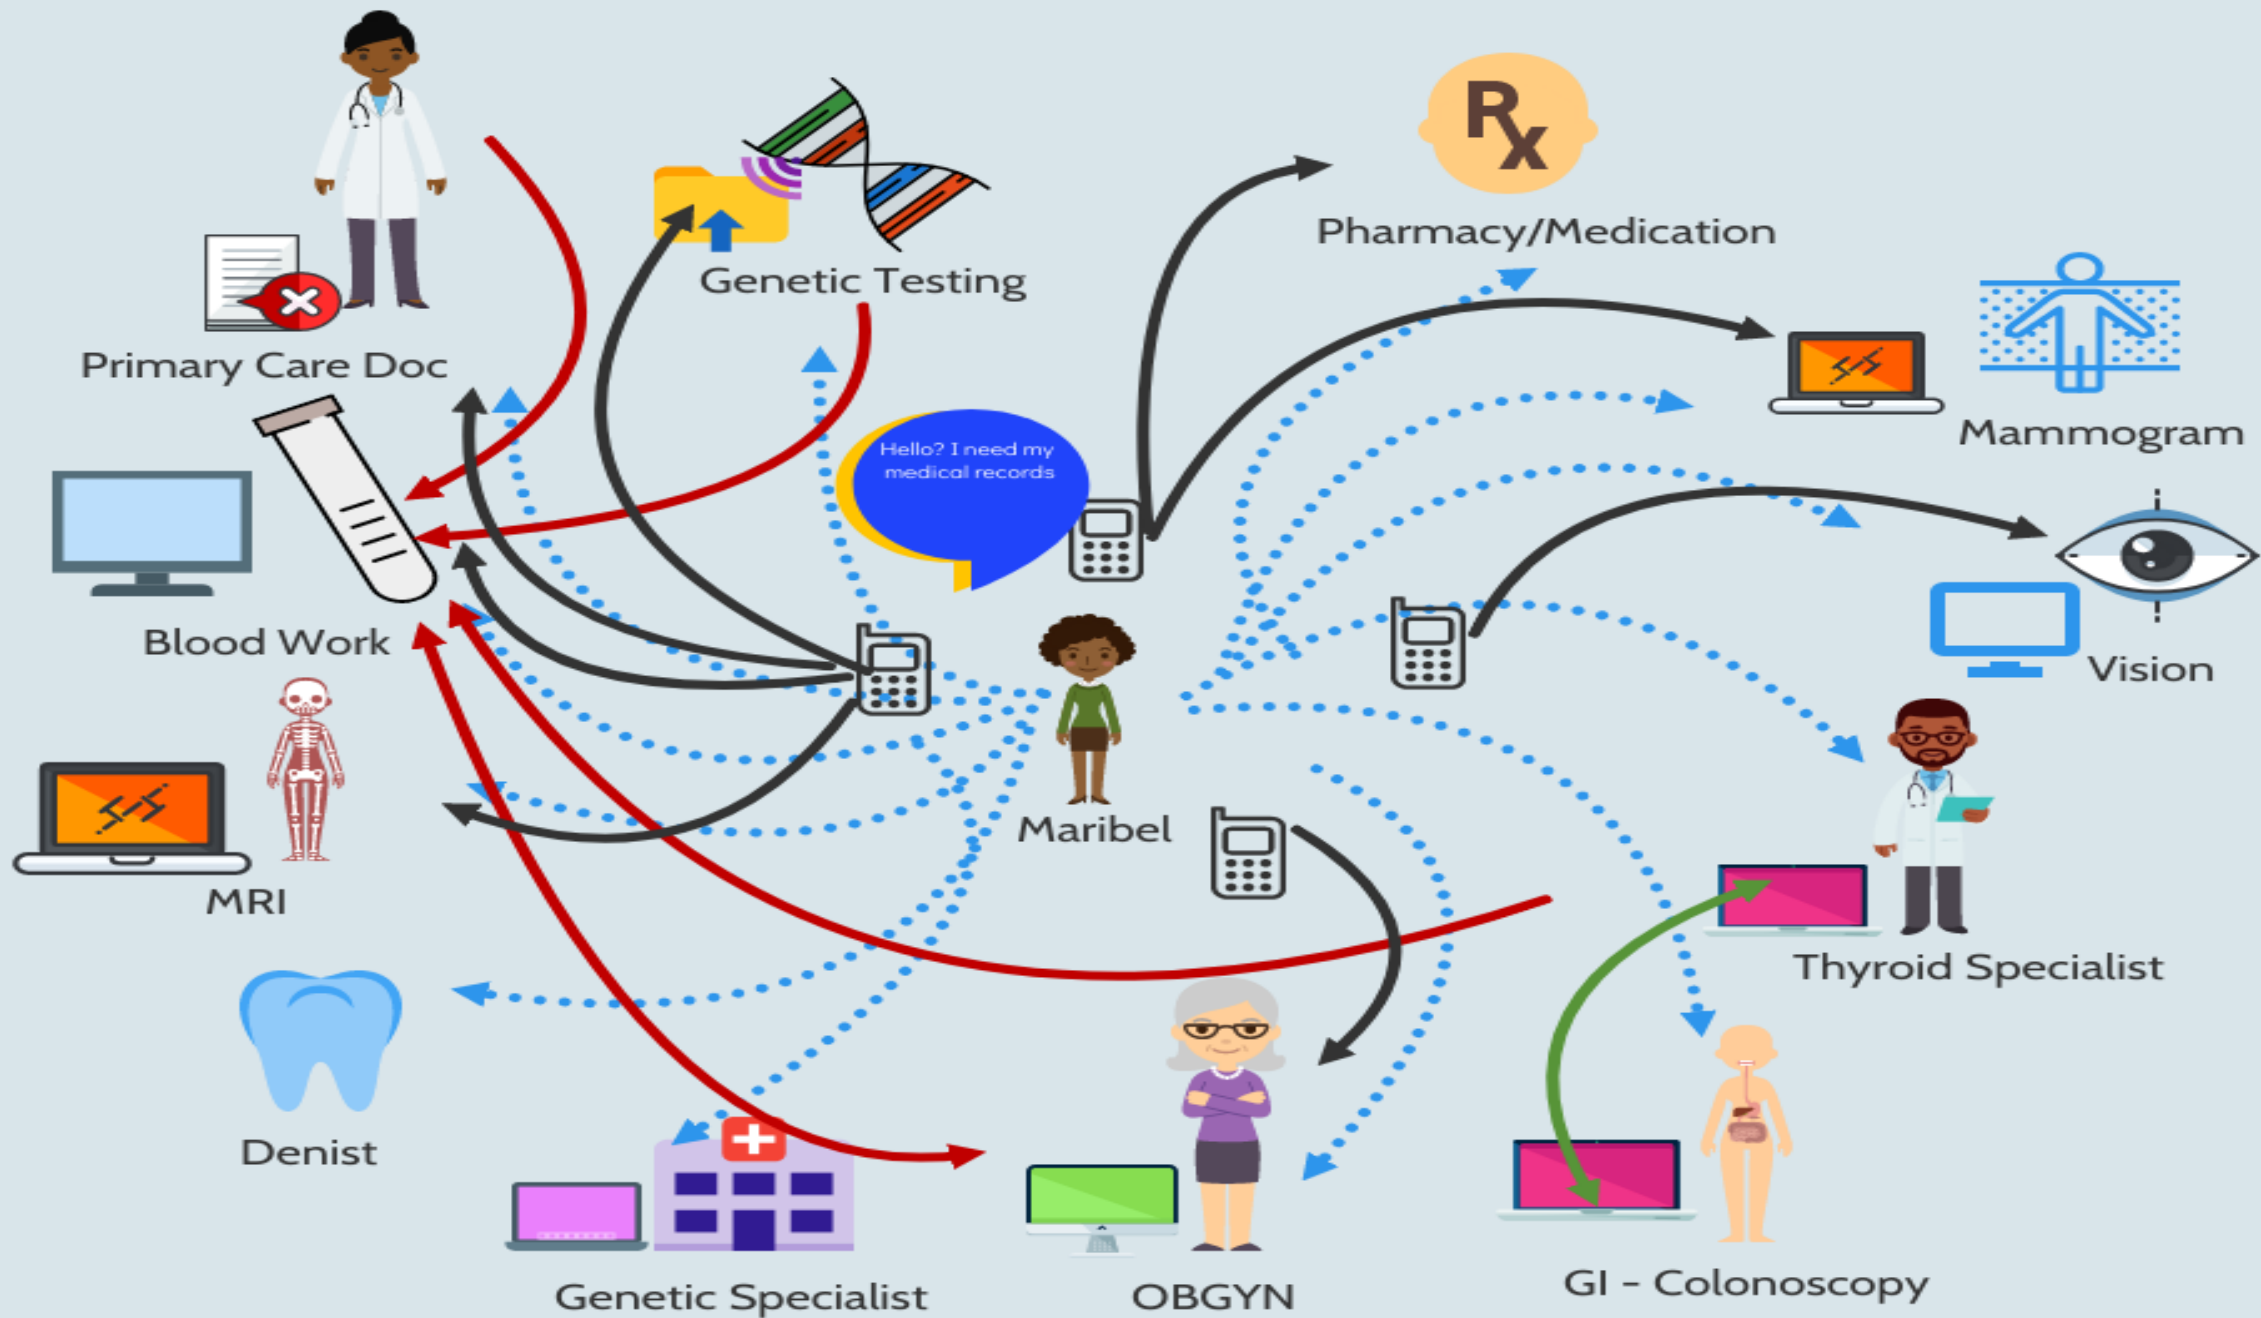 Rx
Pharmacy/Medication
Genetic Testing
Primary Care Doc
Mammogram
Hello? I need my
medical records
Blood Work
Vision
Maribel
MRI
Thyroid Specialist
Denist
Genetic Specialist
OBGYN
GI - Colonoscopy